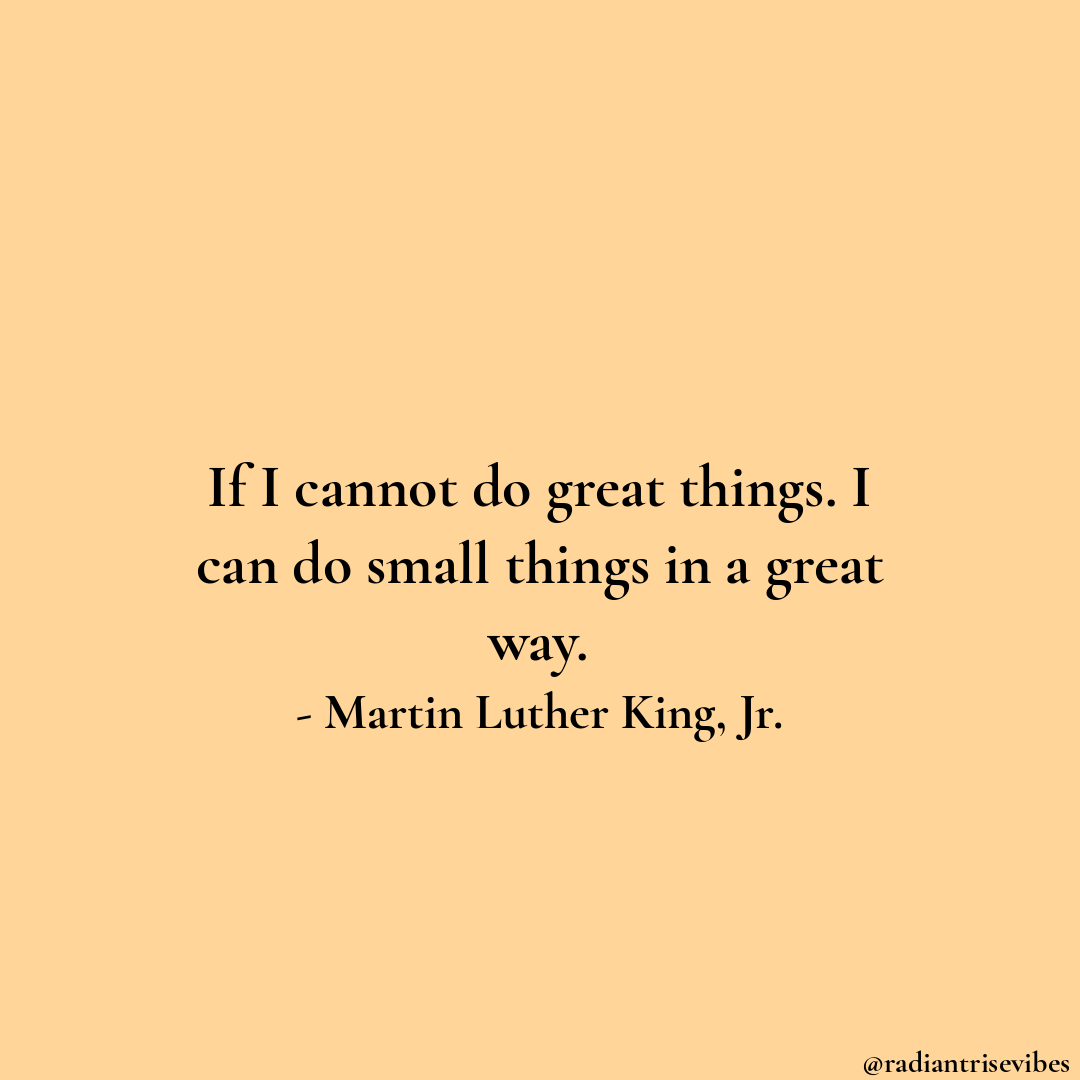 If I cannot do great things. I
can do small things in a great
way.
- Martin Luther King, Jr.
@radiantrisevibes